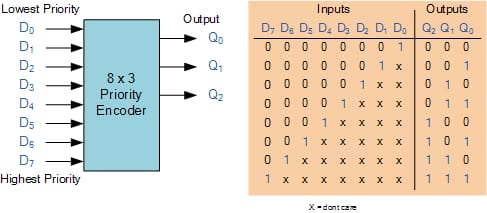 Lowest Priority
D0
D1
D2
D3
D4
D5
D6
D7
Highest Priority
8 x 3
Priority
Encoder
Output
Q0
Q1
Q2
Inputs Outputs
D7 D6 D5 D4 D3 D2 D1 D0 Q2 Q1 Q0
0 0 0 0 0 0 0 1 0 0 0
0 0 0 0 0 0 1 x 0 0 1
0 0 0 0 0 1 x x 0 1 0
0 0 0 0 1 x x x 0 1 1
0 0 0 1 x x x x 1 0 0
0 0 1 x x x x x 1 0 1
0 1 x x x x x x 1 1 0
1 x x x x x x x 1 1 1
X = dont care